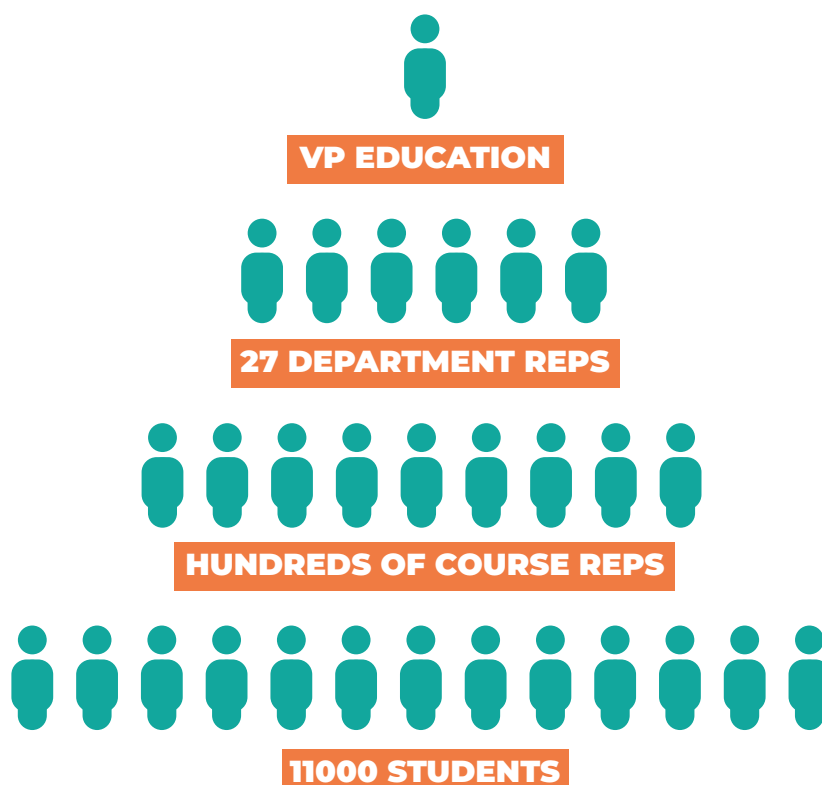 VP EDUCATION
27 DEPARTMENT REPS
HUNDREDS OF COURSE REPS
11000 STUDENTS